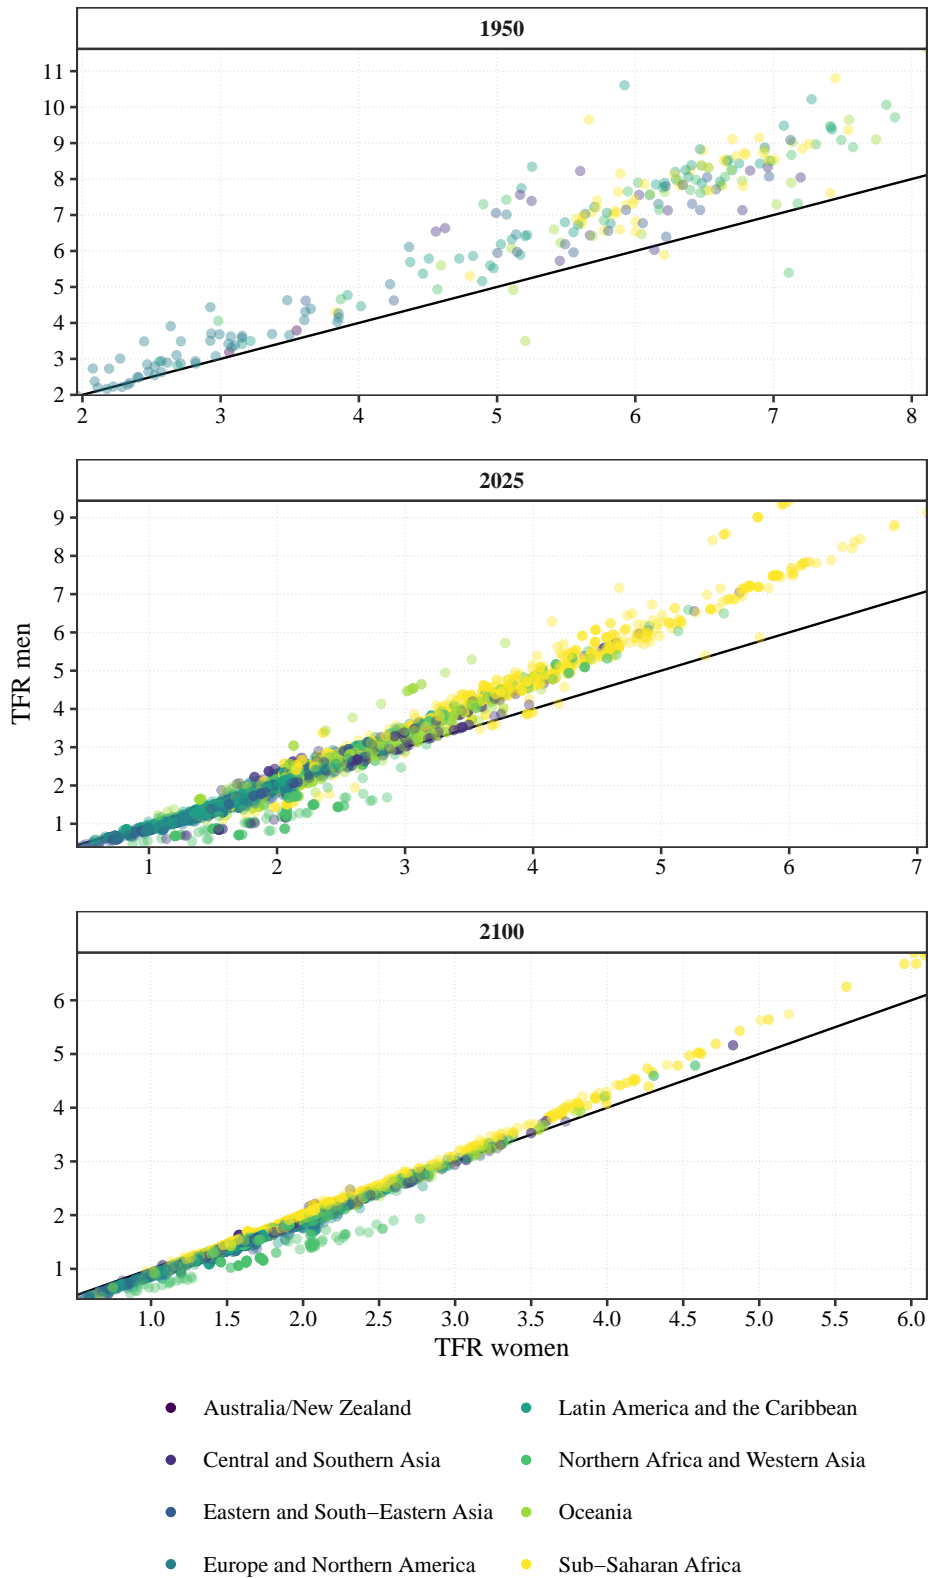 1950
11
10
9
8
7
6
5
4
3
2
2 3 4 5 6 7 8
2025
9
8
7
6
5
4
3
2
1
1 2 3 4 5 6 7
TFR men
2100
6
5
4
3
2
1
1.0 1.5 2.0 2.5 3.0 3.5 4.0 4.5 5.0 5.5 6.0
TFR women
Australia/New Zealand
Central and Southern Asia
Eastern and South−Eastern Asia
Europe and Northern America
Latin America and the Caribbean
Northern Africa and Western Asia
Oceania
Sub−Saharan Africa